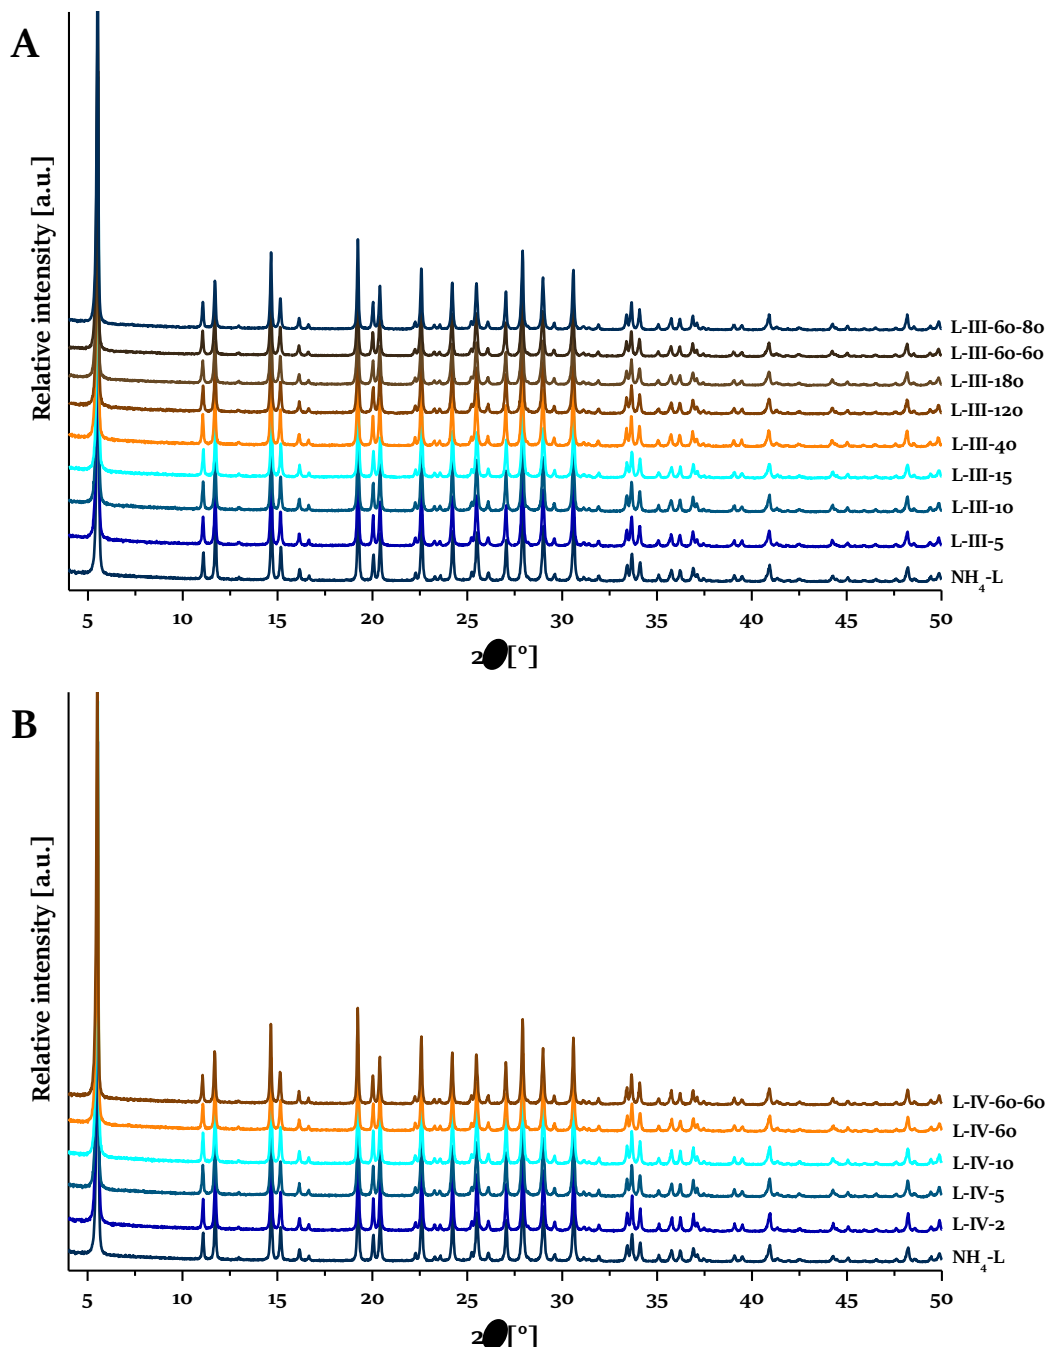 A
Relative intensity [a.u.]
L-III-60-80
L-III-60-60
L-III-180
L-III-120
L-III-40
L-III-15
L-III-10
L-III-5
NH₄-L
5 10 15 20 25 30 35 40 45 50
2 [°]
B
Relative intensity [a.u.]
L-IV-60-60
L-IV-60
L-IV-10
L-IV-5
L-IV-2
NH₄-L
5 10 15 20 25 30 35 40 45 50
2 [°]